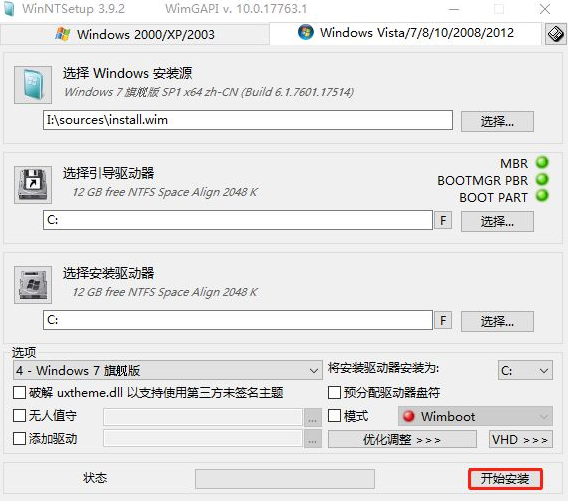 WinNTSetup 3.9.2 WimGAPI v. 10.0.17763.1
Windows 2000/XP/2003 Windows Vista/7/8/10/2008/2012
选择 Windows 安装源
Windows 7 旗舰版 SP1 x64 zh-CN (Build 6.1.7601.17514)
I:\sources\install.wim 选择...
选择引导驱动器 MBR
12 GB free NTFS Space Align 2048 K BOOTMGR PBR
BOOT PART
C: F 选择...
选择安装驱动器
12 GB free NTFS Space Align 2048 K
C: F 选择...
选项
4 - Windows 7 旗舰版 将安装驱动器安装为: C:
破解 uxtheme.dll 以支持使用第三方未签名主题 预分配驱动器盘符
无人值守 ... 模式 Wimboot
添加驱动 ... 优化调整 >>> VHD >>>
状态 开始安装